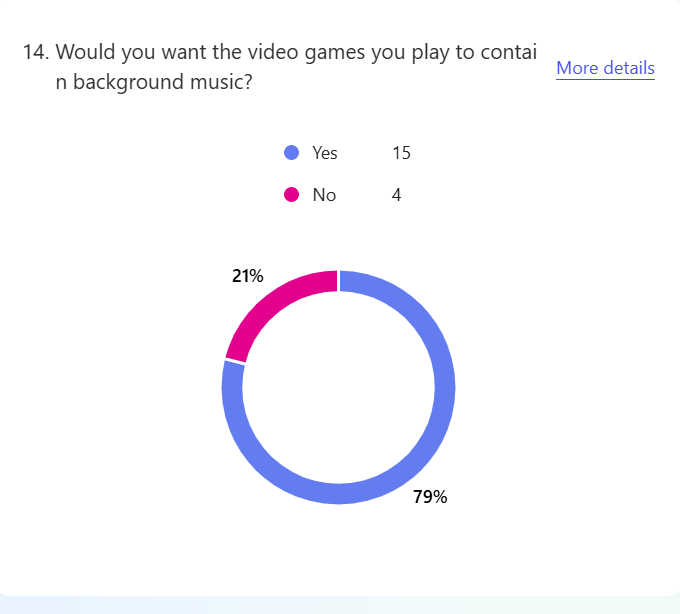 14. Would you want the video games you play to contai
n background music?
More details
Yes 15
No 4
21%
79%